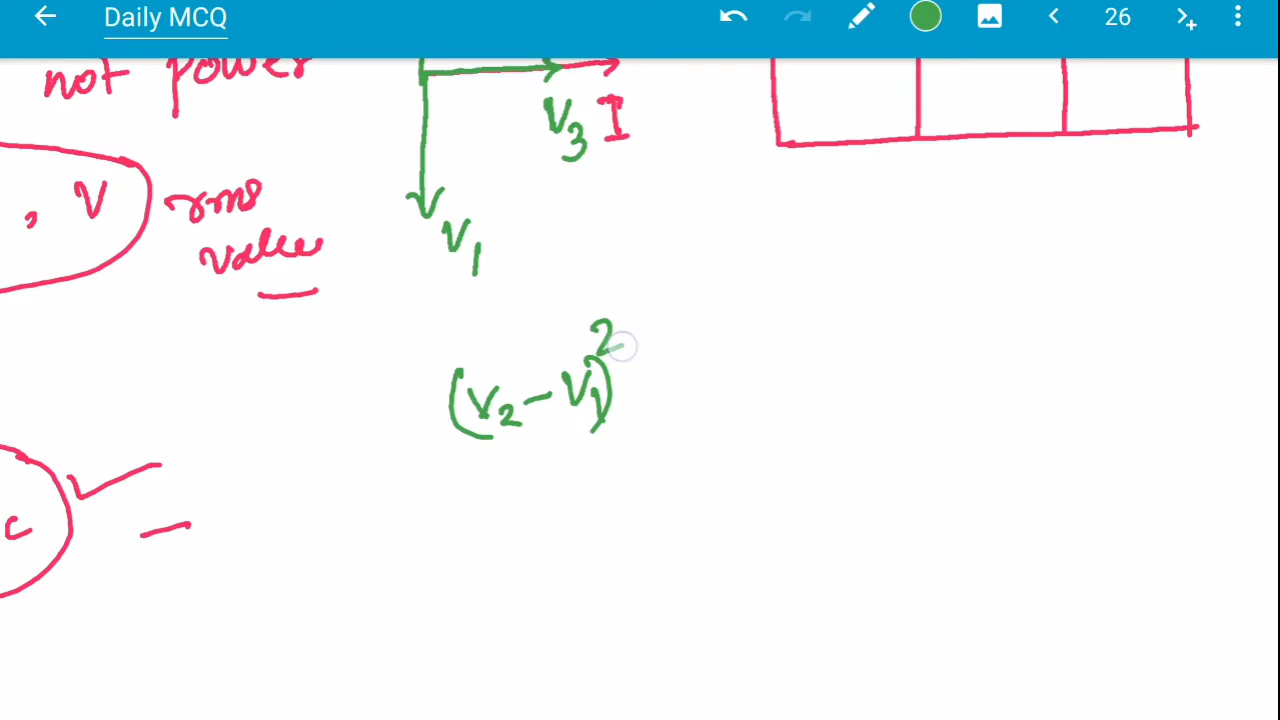 Daily MCQ
26
not power
V3 I
, V rms
value
V1
(V2 - V1)2
c